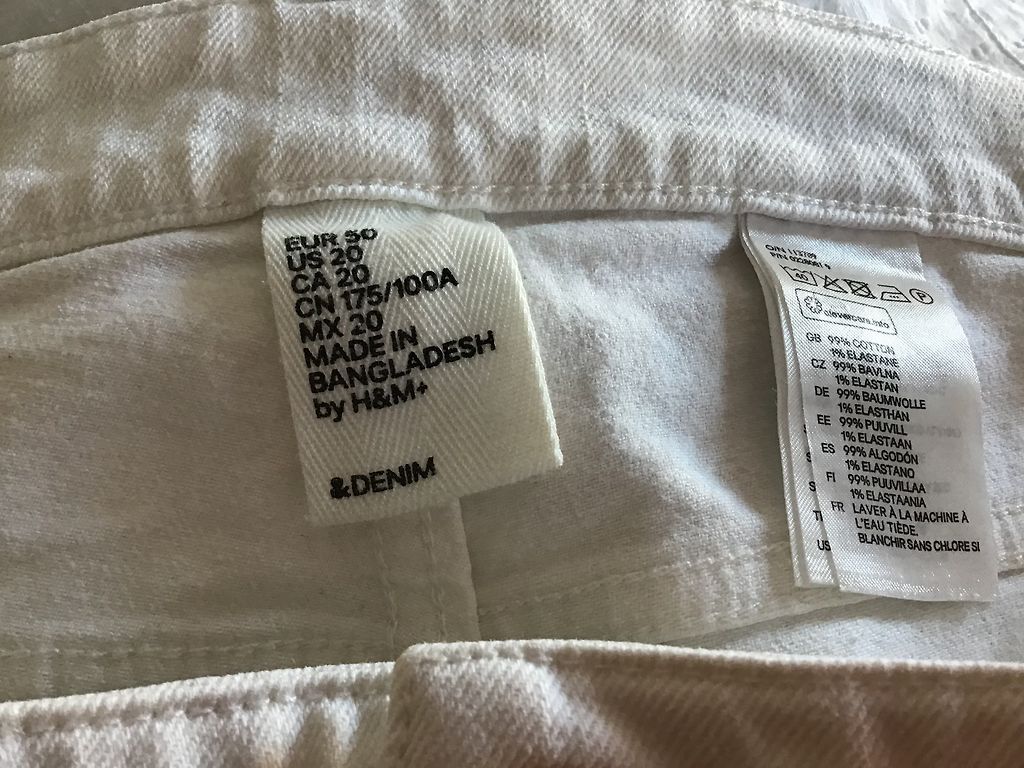 EUR 50
US 20
CA 20
CN 175/100A
MX 20
MADE IN
BANGLADESH
by H&M+
&DENIM
O/N 113789
P/N 0228081
40
P
clevercare.info
GB 99% COTTON
1% ELASTANE
CZ 99% BAVLNA
1% ELASTAN
DE 99% BAUMWOLLE
1% ELASTHAN
EE 99% PUUVILL
1% ELASTAAN
ES 99% ALGODÓN
1% ELASTANO
FI 99% PUUVILLAA
1% ELASTAANIA
FR LAVER À LA MACHINE À
L'EAU TIÈDE.
BLANCHIR SANS CHLORE SI
US